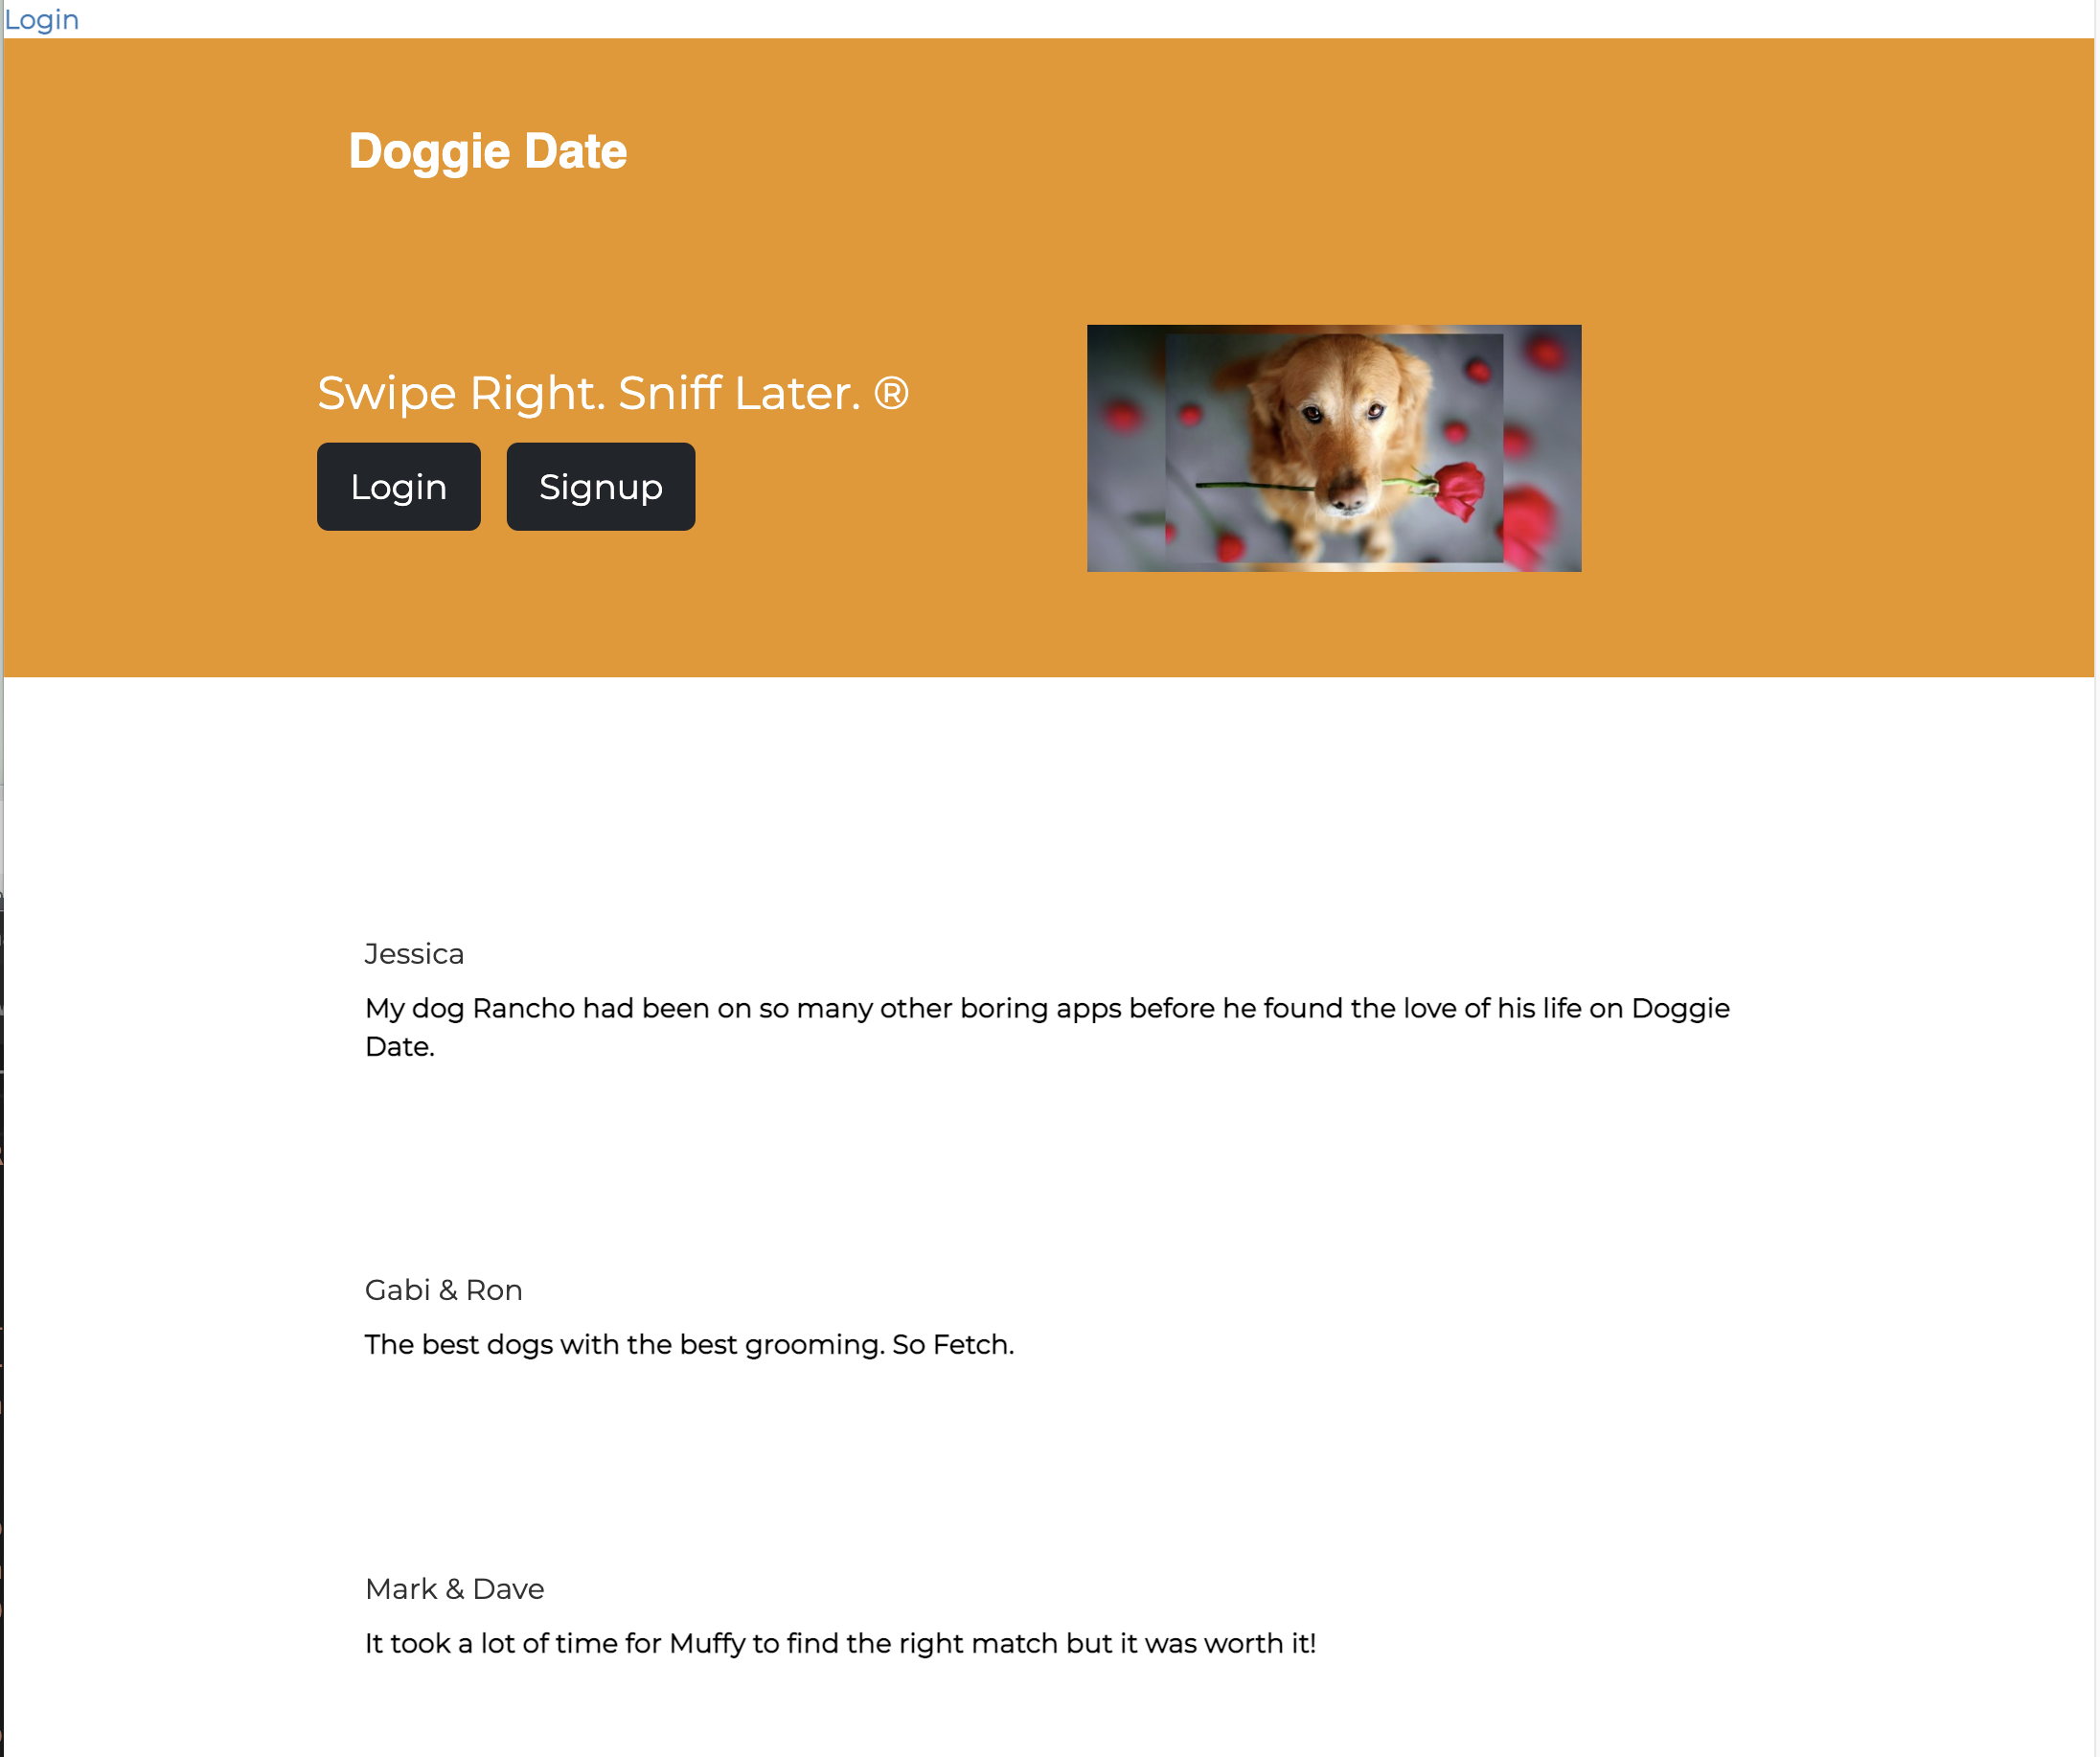 Login
Doggie Date
Swipe Right. Sniff Later. ®
Login Signup
Jessica
My dog Rancho had been on so many other boring apps before he found the love of his life on Doggie
Date.
Gabi & Ron
The best dogs with the best grooming. So Fetch.
Mark & Dave
It took a lot of time for Muffy to find the right match but it was worth it!